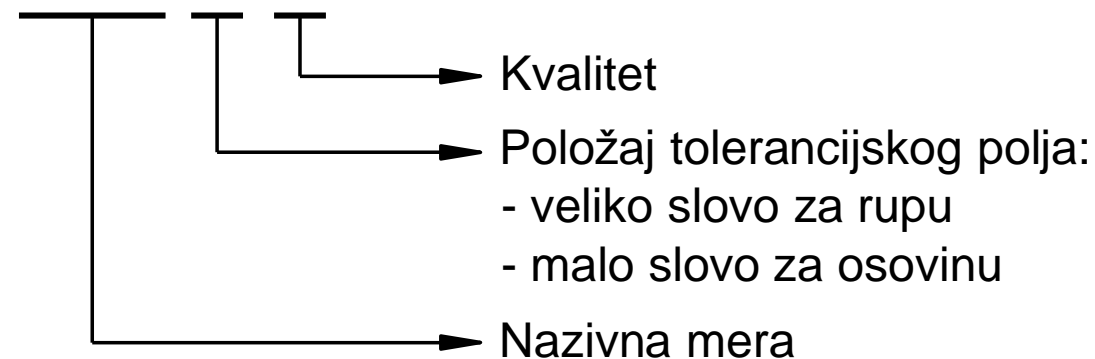 Kvalitet
Položaj tolerancijskog polja:
- veliko slovo za rupu
- malo slovo za osovinu
Nazivna mera